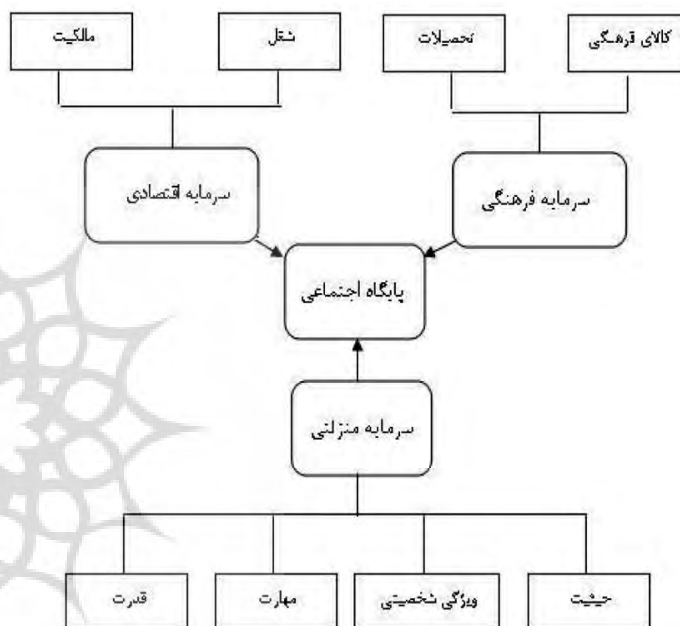 کالای فرهنگی
تحصیلات
شغل
مالکیت
سرمایه فرهنگی
سرمایه اقتصادی
پایگاه اجتماعی
سرمایه منزلتی
حیثیت
ویژگی شخصیتی
مهارت
قدرت